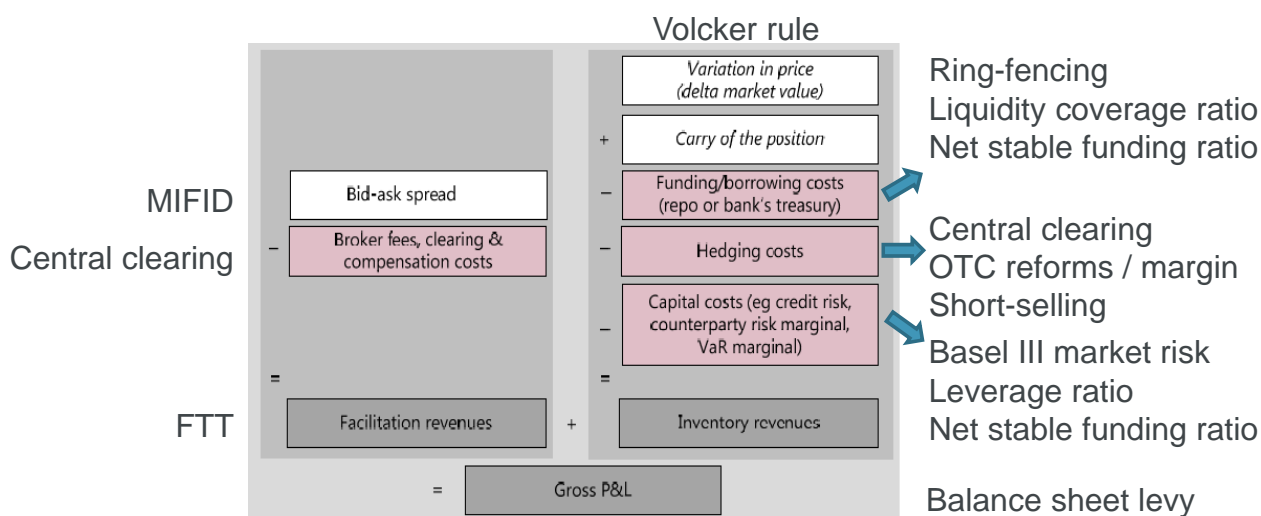 Volcker rule
Variation in price
(delta market value)
+
Carry of the position
Ring-fencing
Liquidity coverage ratio
Net stable funding ratio
MIFID
Bid-ask spread
–
Funding/borrowing costs
(repo or bank's treasury)
Central clearing
–
Broker fees, clearing &
compensation costs
–
Hedging costs
Central clearing
OTC reforms / margin
Short-selling
–
Capital costs (eg credit risk,
counterparty risk marginal,
VaR marginal)
Basel III market risk
Leverage ratio
Net stable funding ratio
=
=
FTT
Facilitation revenues
+
Inventory revenues
=
Gross P&L
Balance sheet levy